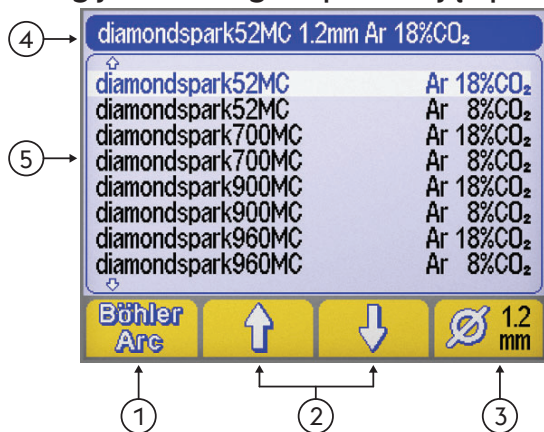 ④ diamondspark52MC 1.2mm Ar 18%CO₂
diamondspark52MC Ar 18%CO₂
diamondspark52MC Ar 8%CO₂
diamondspark700MC Ar 18%CO₂
⑤ diamondspark700MC Ar 8%CO₂
diamondspark900MC Ar 18%CO₂
diamondspark900MC Ar 8%CO₂
diamondspark960MC Ar 18%CO₂
diamondspark960MC Ar 8%CO₂
Böhler
Arc
1.2
mm
① ② ③